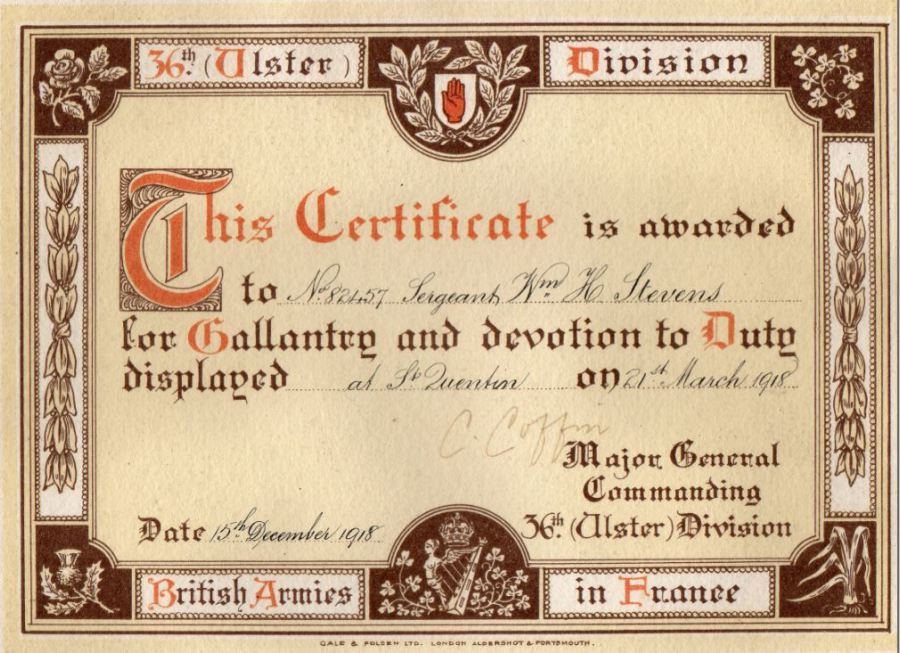 36th. (Ulster) Division
This Certificate is awarded
to No. 82457 Sergeant Wm H Stevens
for Gallantry and devotion to Duty
displayed at St Quentin on 21st March 1918
C. Coffin
Major General
Commanding
Date 15th December 1918 36th. (Ulster) Division
British Armies in France
GALE & POLDEN LTD. LONDON ALDERSHOT & PORTSMOUTH.